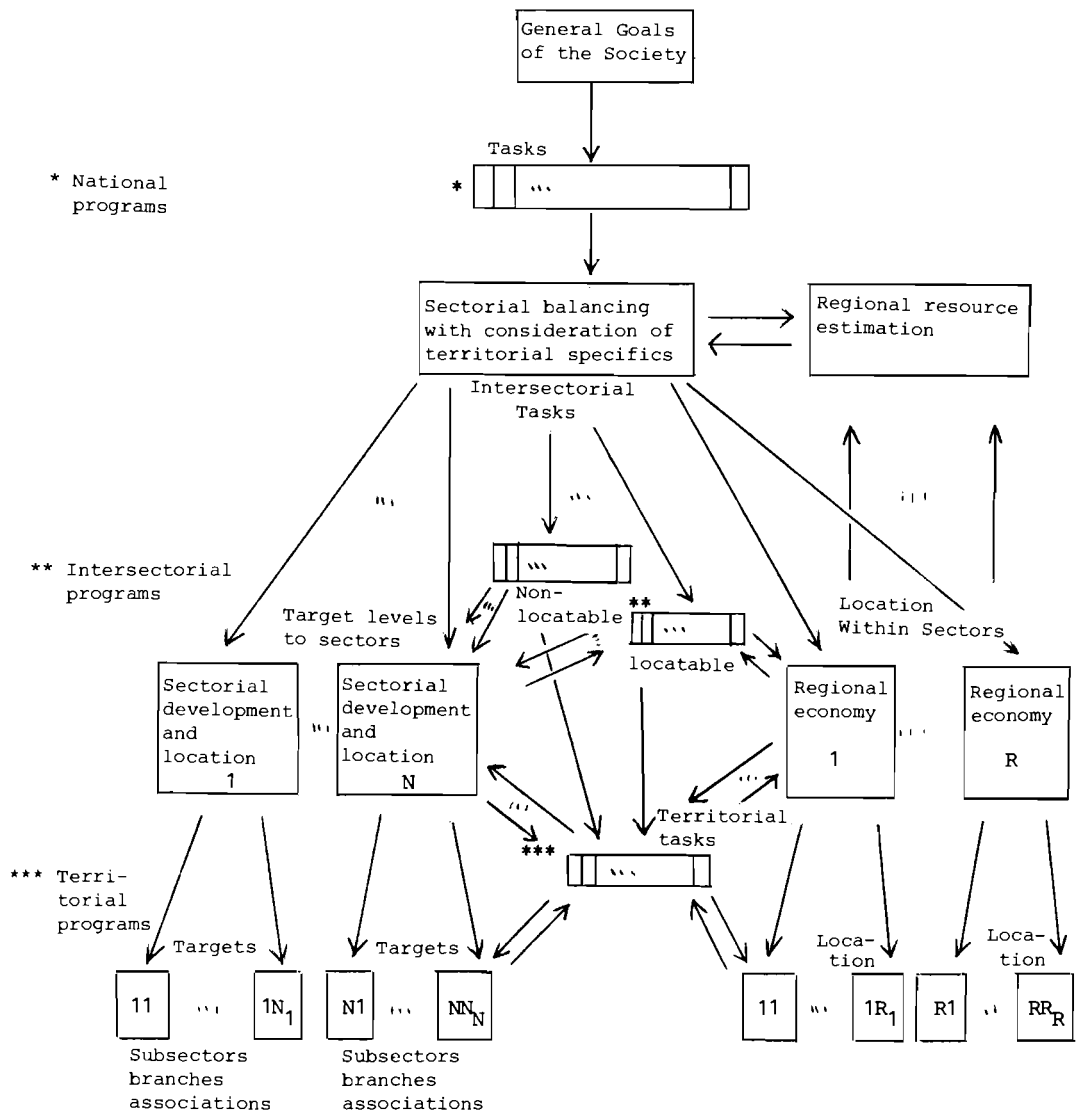 General Goals
of the Society
Tasks
* National
programs
*
...
Sectorial balancing
with consideration of
territorial specifics
Regional resource
estimation
Intersectorial
Tasks
...
...
...
** Intersectorial
programs
...
Non-
locatable
...
**
...
locatable
Target levels
to sectors
Location
Within Sectors
...
Sectorial
development
and
location
1
...
Sectorial
development
and
location
N
Regional
economy
1
...
Regional
economy
R
...
...
Territorial
tasks
***
...
*** Terri-
torial
programs
Targets
Targets
Loca-
tion
Loca-
tion
11
...
1N₁
N1
...
NN_N
11
...
1R₁
R1
..
RR_R
Subsectors
branches
associations
Subsectors
branches
associations